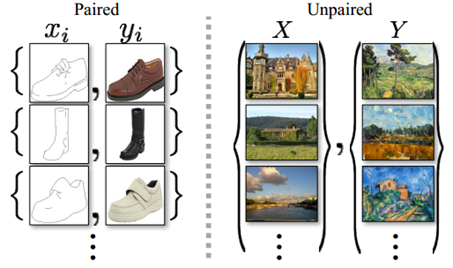 Paired
Unpaired
x_i
y_i
X
Y
{ , }
{ , }
{ , }
⋮
⋮
( , )
⋮
⋮